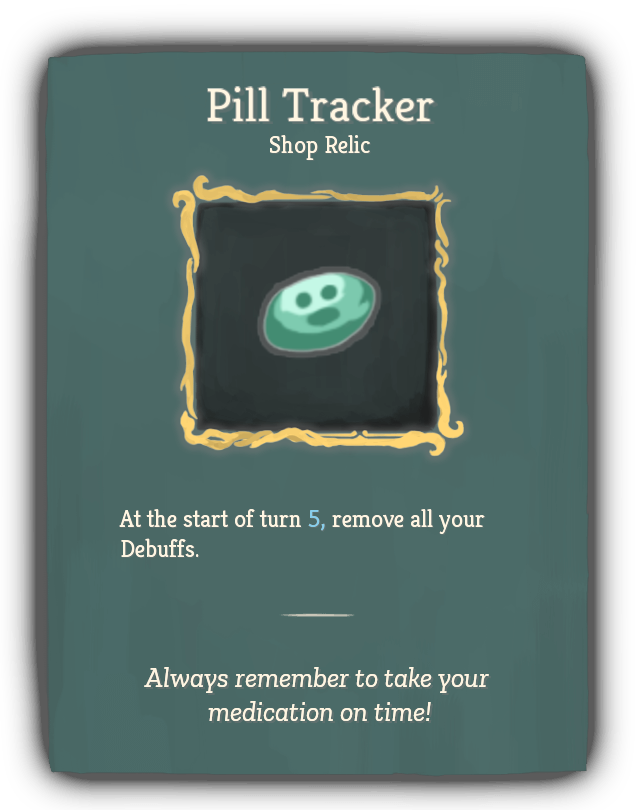 Pill Tracker
Shop Relic
At the start of turn 5, remove all your
Debuffs.
Always remember to take your
medication on time!